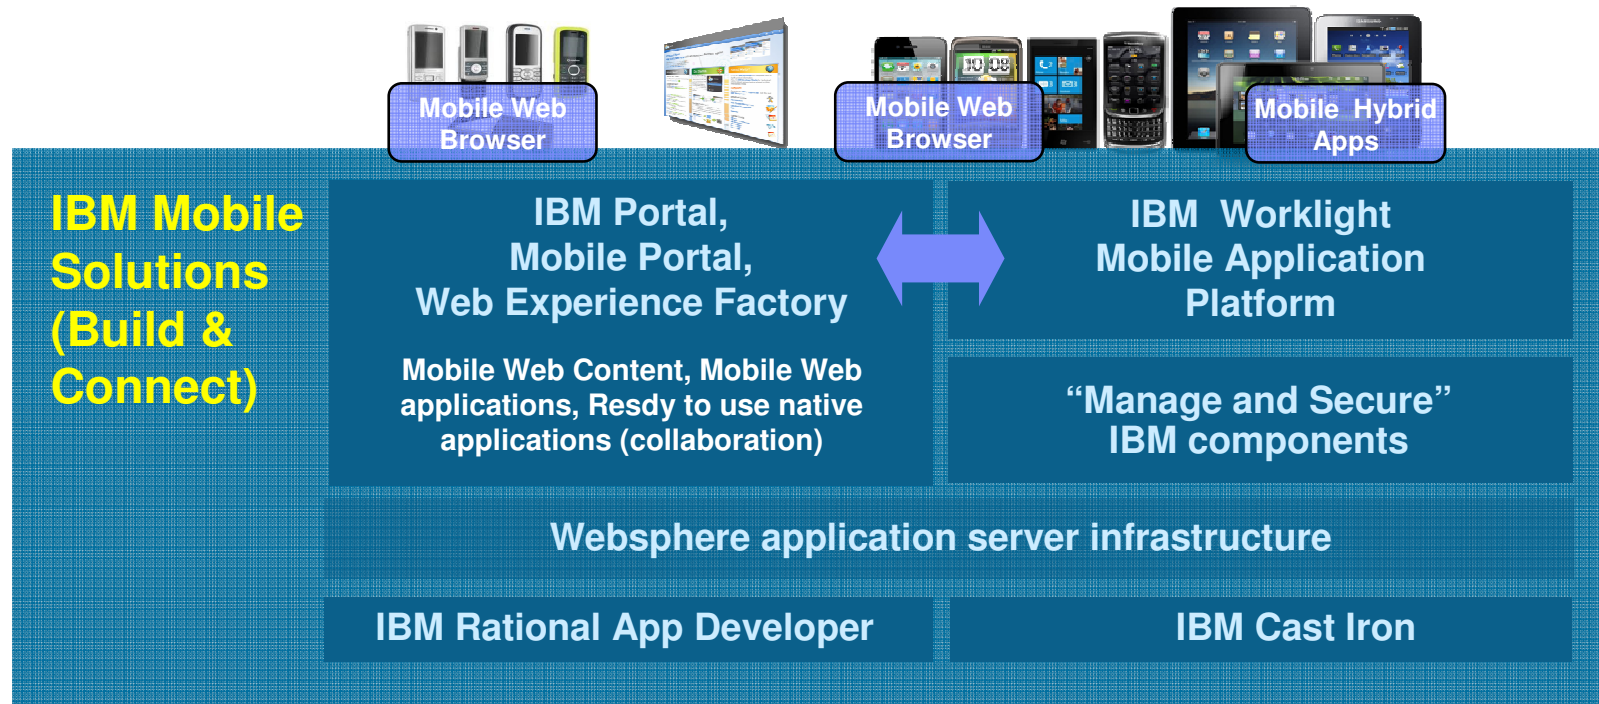 Mobile Web
Browser
Mobile Web
Browser
Mobile Hybrid
Apps
10:08
IBM Mobile
Solutions
(Build &
Connect)
IBM Portal,
Mobile Portal,
Web Experience Factory
Mobile Web Content, Mobile Web
applications, Resdy to use native
applications (collaboration)
IBM Worklight
Mobile Application
Platform
“Manage and Secure”
IBM components
Websphere application server infrastructure
IBM Rational App Developer
IBM Cast Iron